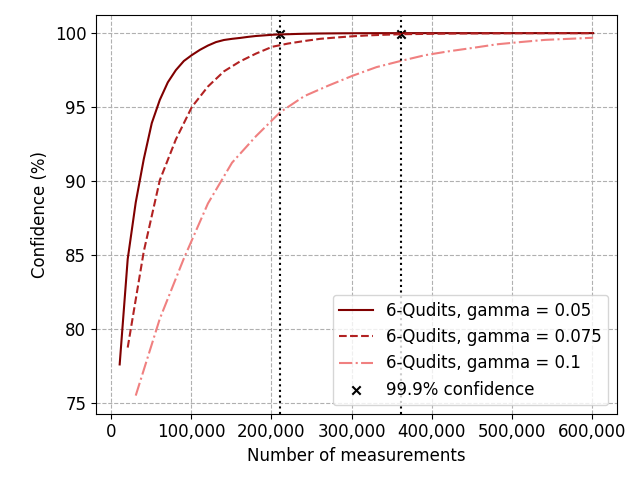 Confidence (%)
100
95
90
85
80
75
6-Qudits, gamma = 0.05
6-Qudits, gamma = 0.075
6-Qudits, gamma = 0.1
99.9% confidence
0 100,000 200,000 300,000 400,000 500,000 600,000
Number of measurements